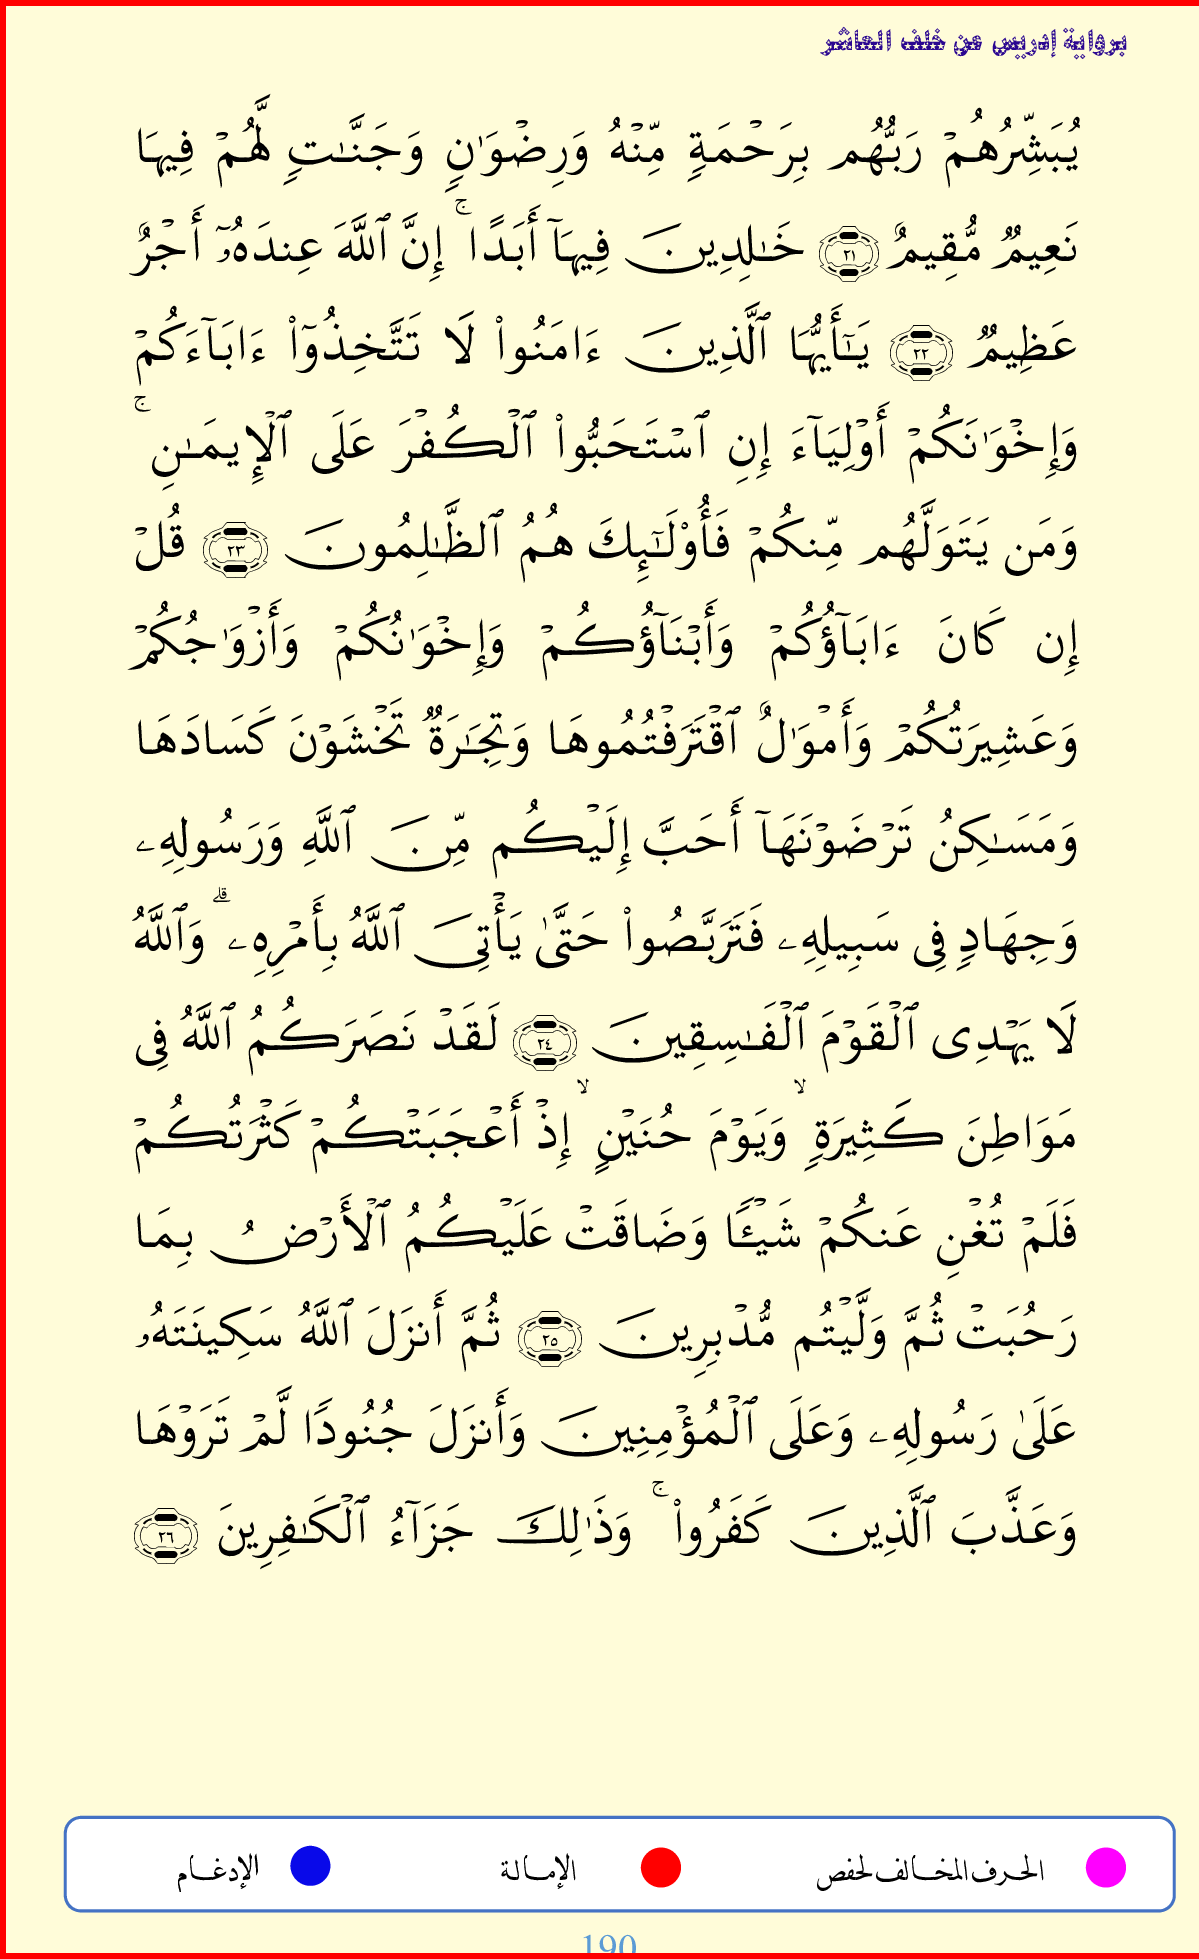 برواية إدريس عن خلف العاشر
يُبَشِّرُهُمْ رَبُّهُم بِرَحْمَةٍ مِّنْهُ وَرِضْوَٰنٍ وَجَنَّـٰتٍ لَّهُمْ فِيهَا
نَعِيمٌ مُّقِيمٌ ٢١ خَـٰلِدِينَ فِيهَآ أَبَدًا ۚ إِنَّ ٱللَّهَ عِندَهُۥٓ أَجْرٌ
عَظِيمٌ ٢٢ يَـٰٓأَيُّهَا ٱلَّذِينَ ءَامَنُوا۟ لَا تَتَّخِذُوٓا۟ ءَابَآءَكُمْ
وَإِخْوَٰنَكُمْ أَوْلِيَآءَ إِنِ ٱسْتَحَبُّوا۟ ٱلْكُفْرَ عَلَى ٱلْإِيمَـٰنِ ۚ
وَمَن يَتَوَلَّهُم مِّنكُمْ فَأُو۟لَـٰٓئِكَ هُمُ ٱلظَّـٰلِمُونَ ٢٣ قُلْ
إِن كَانَ ءَابَآؤُكُمْ وَأَبْنَآؤُكُمْ وَإِخْوَٰنُكُمْ وَأَزْوَٰجُكُمْ
وَعَشِيرَتُكُمْ وَأَمْوَٰلٌ ٱقْتَرَفْتُمُوهَا وَتِجَـٰرَةٌ تَخْشَوْنَ كَسَادَهَا
وَمَسَـٰكِنُ تَرْضَوْنَهَآ أَحَبَّ إِلَيْكُم مِّنَ ٱللَّهِ وَرَسُولِهِۦ
وَجِهَادٍ فِى سَبِيلِهِۦ فَتَرَبَّصُوا۟ حَتَّىٰ يَأْتِىَ ٱللَّهُ بِأَمْرِهِۦ ۗ وَٱللَّهُ
لَا يَهْدِى ٱلْقَوْمَ ٱلْفَـٰسِقِينَ ٢٤ لَقَدْ نَصَرَكُمُ ٱللَّهُ فِى
مَوَاطِنَ كَثِيرَةٍ ۙ وَيَوْمَ حُنَيْنٍ ۙ إِذْ أَعْجَبَتْكُمْ كَثْرَتُكُمْ
فَلَمْ تُغْنِ عَنكُمْ شَيْـًٔا وَضَاقَتْ عَلَيْكُمُ ٱلْأَرْضُ بِمَا
رَحُبَتْ ثُمَّ وَلَّيْتُم مُّدْبِرِينَ ٢٥ ثُمَّ أَنزَلَ ٱللَّهُ سَكِينَتَهُۥ
عَلَىٰ رَسُولِهِۦ وَعَلَى ٱلْمُؤْمِنِينَ وَأَنزَلَ جُنُودًا لَّمْ تَرَوْهَا
وَعَذَّبَ ٱلَّذِينَ كَفَرُوا۟ ۚ وَذَٰلِكَ جَزَآءُ ٱلْكَـٰفِرِينَ ٢٦
الحرف المخالف لحفص الإمالة الإدغام
190